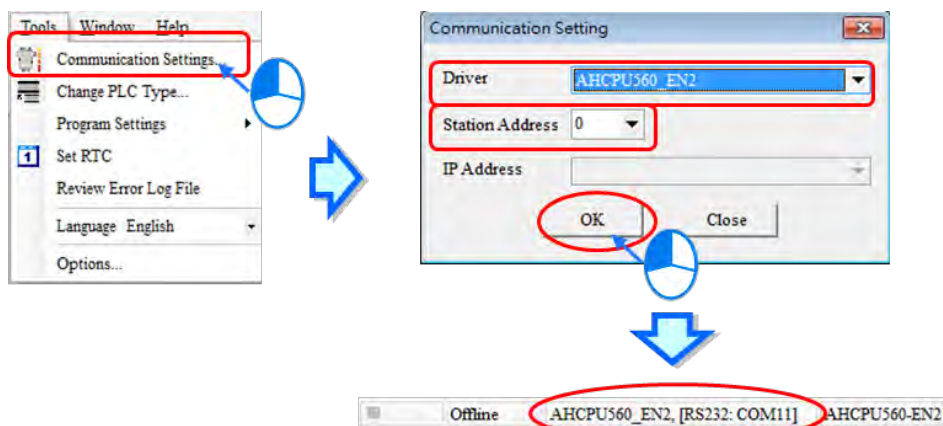 Tools Window Help
Communication Settings...
Change PLC Type...
Program Settings
1 Set RTC
Review Error Log File
Language English
Options...
Communication Setting
Driver AHCPU560_EN2
Station Address 0
IP Address
OK Close
Offline AHCPU560_EN2, [RS232: COM11] AHCPU560-EN2